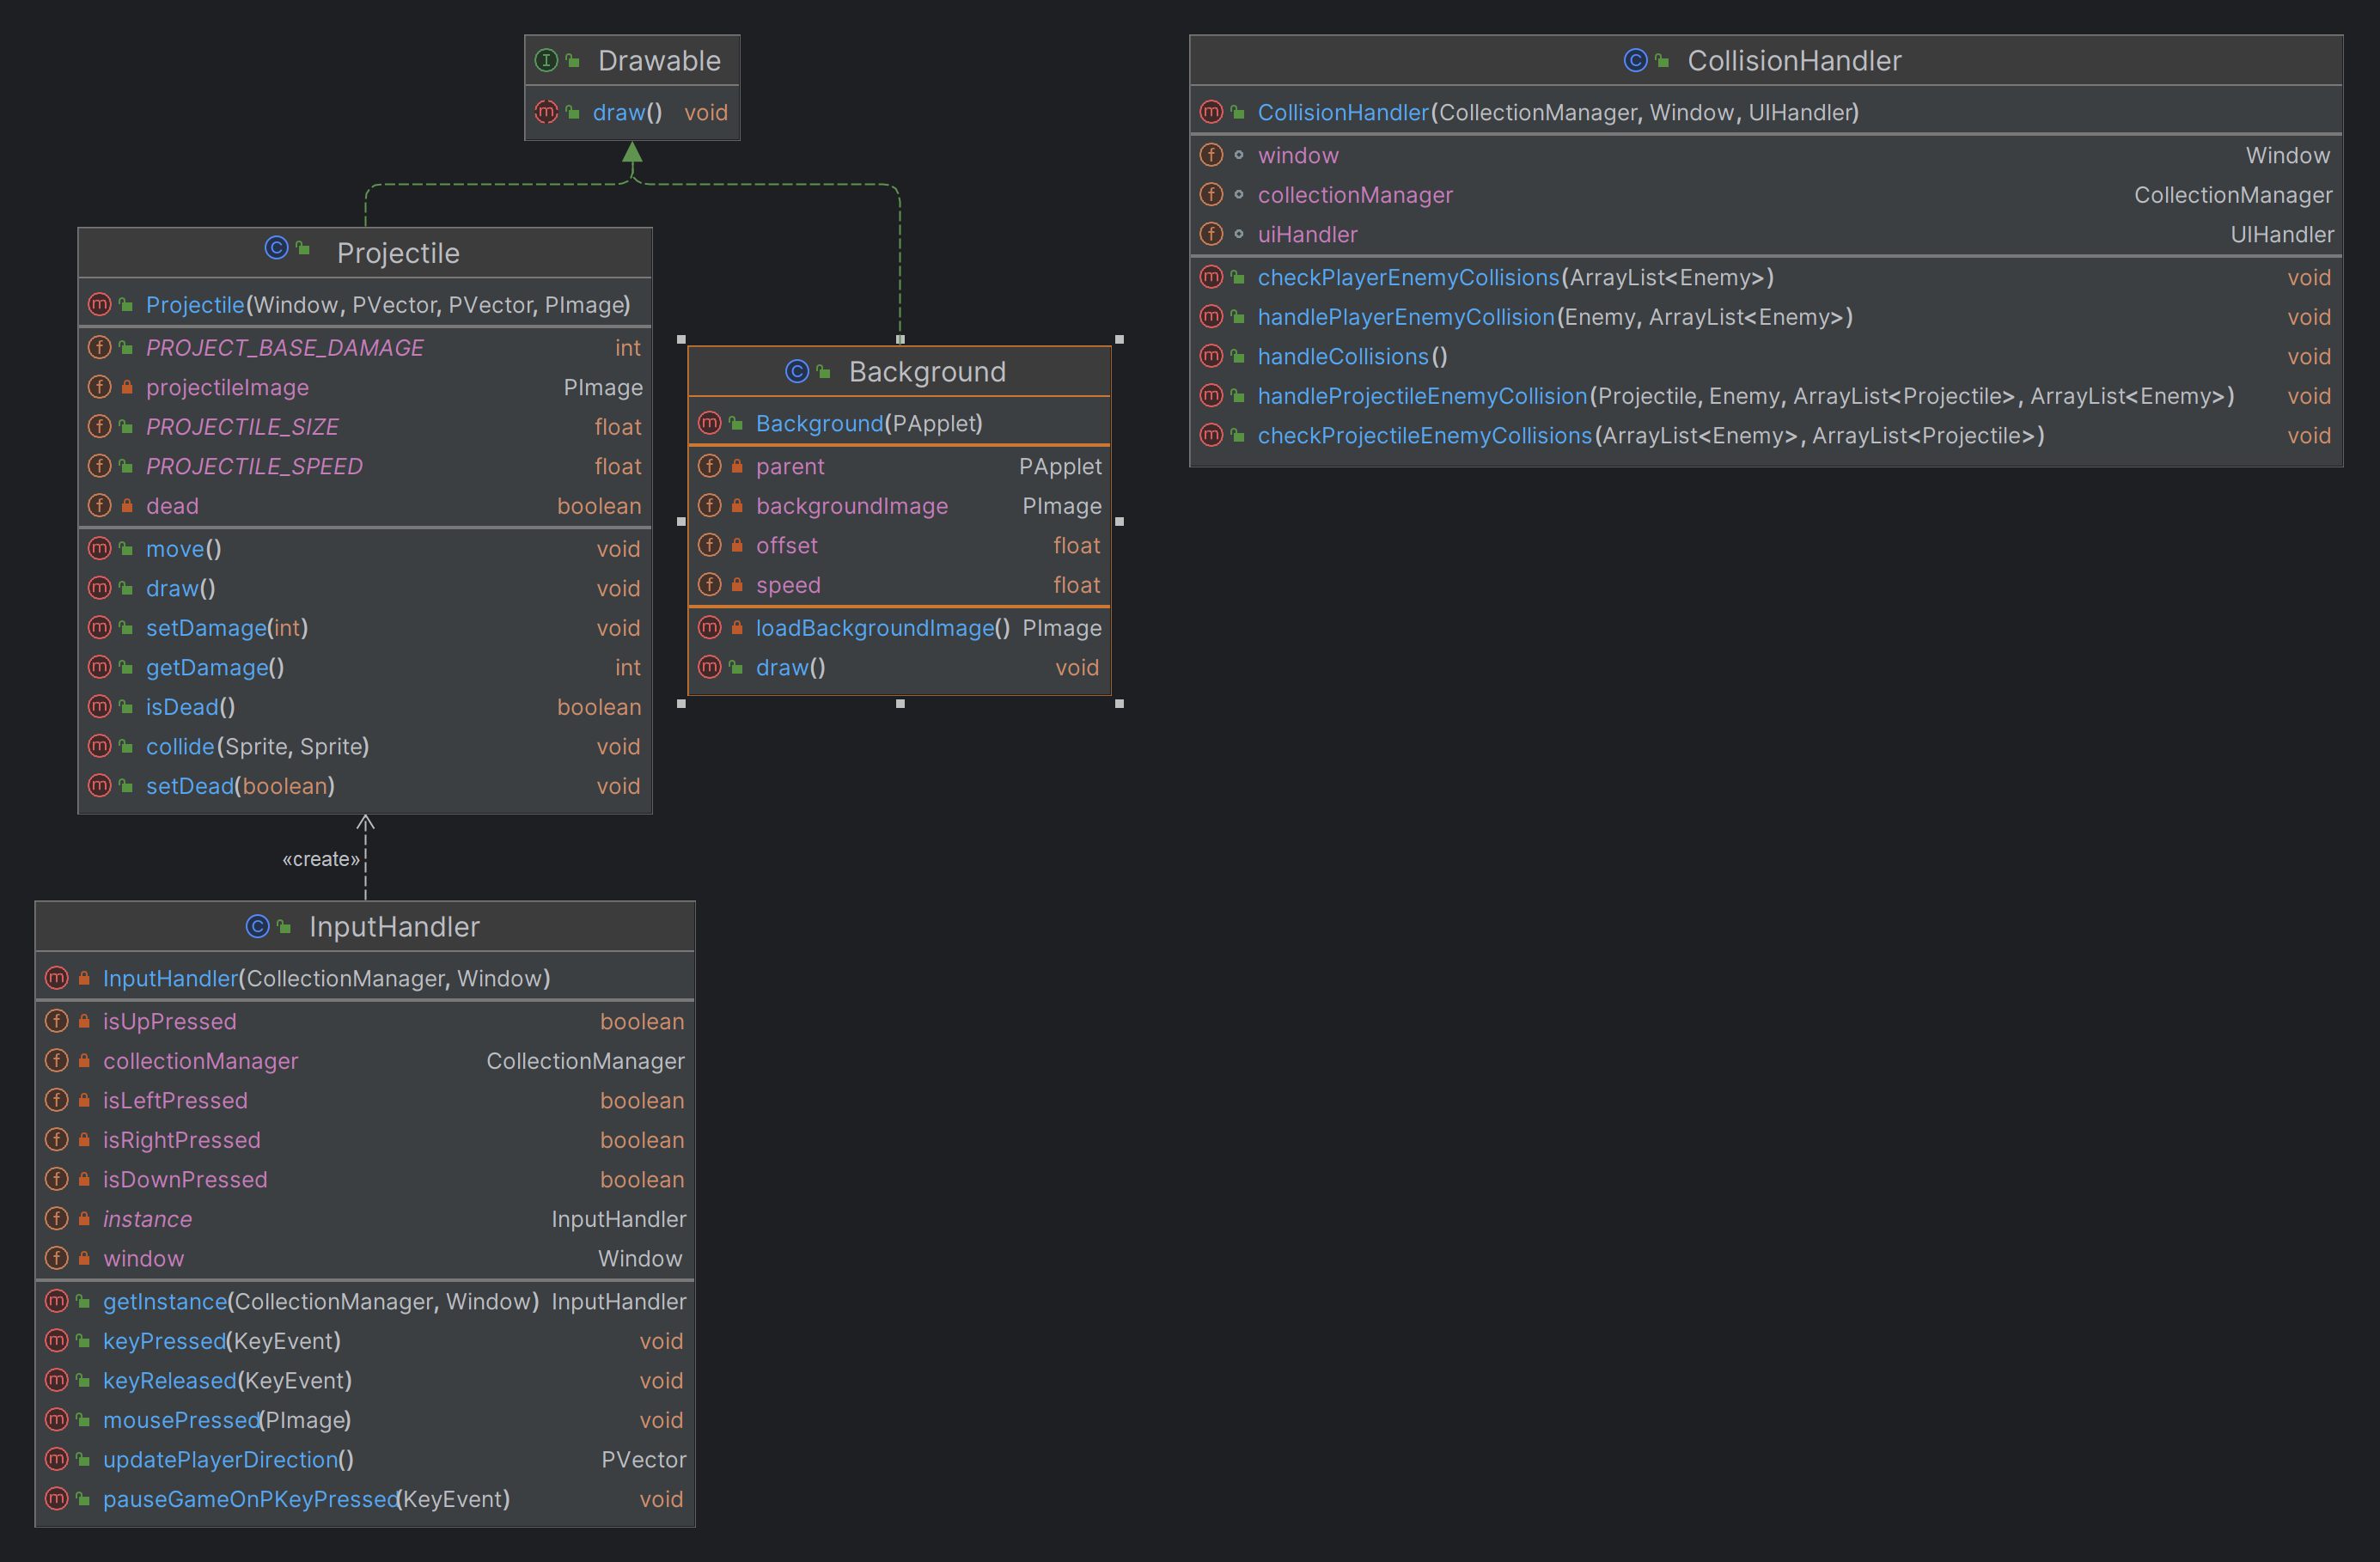 Drawable
draw() void
Projectile
Projectile(Window, PVector, PVector, PImage)
PROJECT_BASE_DAMAGE int
projectileImage PImage
PROJECTILE_SIZE float
PROJECTILE_SPEED float
dead boolean
move() void
draw() void
setDamage(int) void
getDamage() int
isDead() boolean
collide(Sprite, Sprite) void
setDead(boolean) void
Background
Background(PApplet)
parent PApplet
backgroundImage PImage
offset float
speed float
loadBackgroundImage() PImage
draw() void
CollisionHandler
CollisionHandler(CollectionManager, Window, UIHandler)
window Window
collectionManager CollectionManager
uiHandler UIHandler
checkPlayerEnemyCollisions(ArrayList<Enemy>) void
handlePlayerEnemyCollision(Enemy, ArrayList<Enemy>) void
handleCollisions() void
handleProjectileEnemyCollision(Projectile, Enemy, ArrayList<Projectile>, ArrayList<Enemy>) void
checkProjectileEnemyCollisions(ArrayList<Enemy>, ArrayList<Projectile>) void
«create»
InputHandler
InputHandler(CollectionManager, Window)
isUpPressed boolean
collectionManager CollectionManager
isLeftPressed boolean
isRightPressed boolean
isDownPressed boolean
instance InputHandler
window Window
getInstance(CollectionManager, Window) InputHandler
keyPressed(KeyEvent) void
keyReleased(KeyEvent) void
mousePressed(PImage) void
updatePlayerDirection() PVector
pauseGameOnPKeyPressed(KeyEvent) void